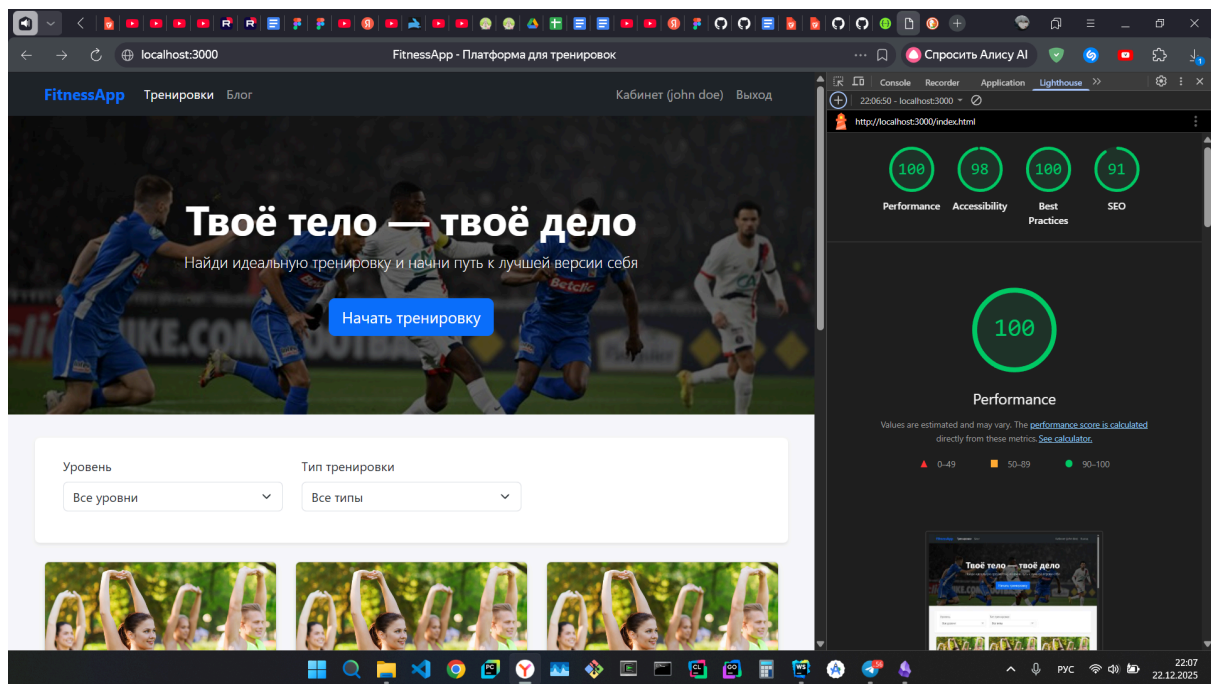 localhost:3000
FitnessApp - Платформа для тренировок
Спросить Алису AI
FitnessApp Тренировки Блог Кабинет (john doe) Выход
Твоё тело — твоё дело
Найди идеальную тренировку и начни путь к лучшей версии себя
Betclic
Начать тренировку
Уровень Тип тренировки
Все уровни Все типы
Console Recorder Application Lighthouse
22:06:50 - localhost:3000
http://localhost:3000/index.html
100 98 100 91
Performance Accessibility Best Practices SEO
100
Performance
Values are estimated and may vary. The performance score is calculated
directly from these metrics. See calculator.
0–49 50–89 90–100
Твоё тело — твоё дело
РУС
22:07
22.12.2025